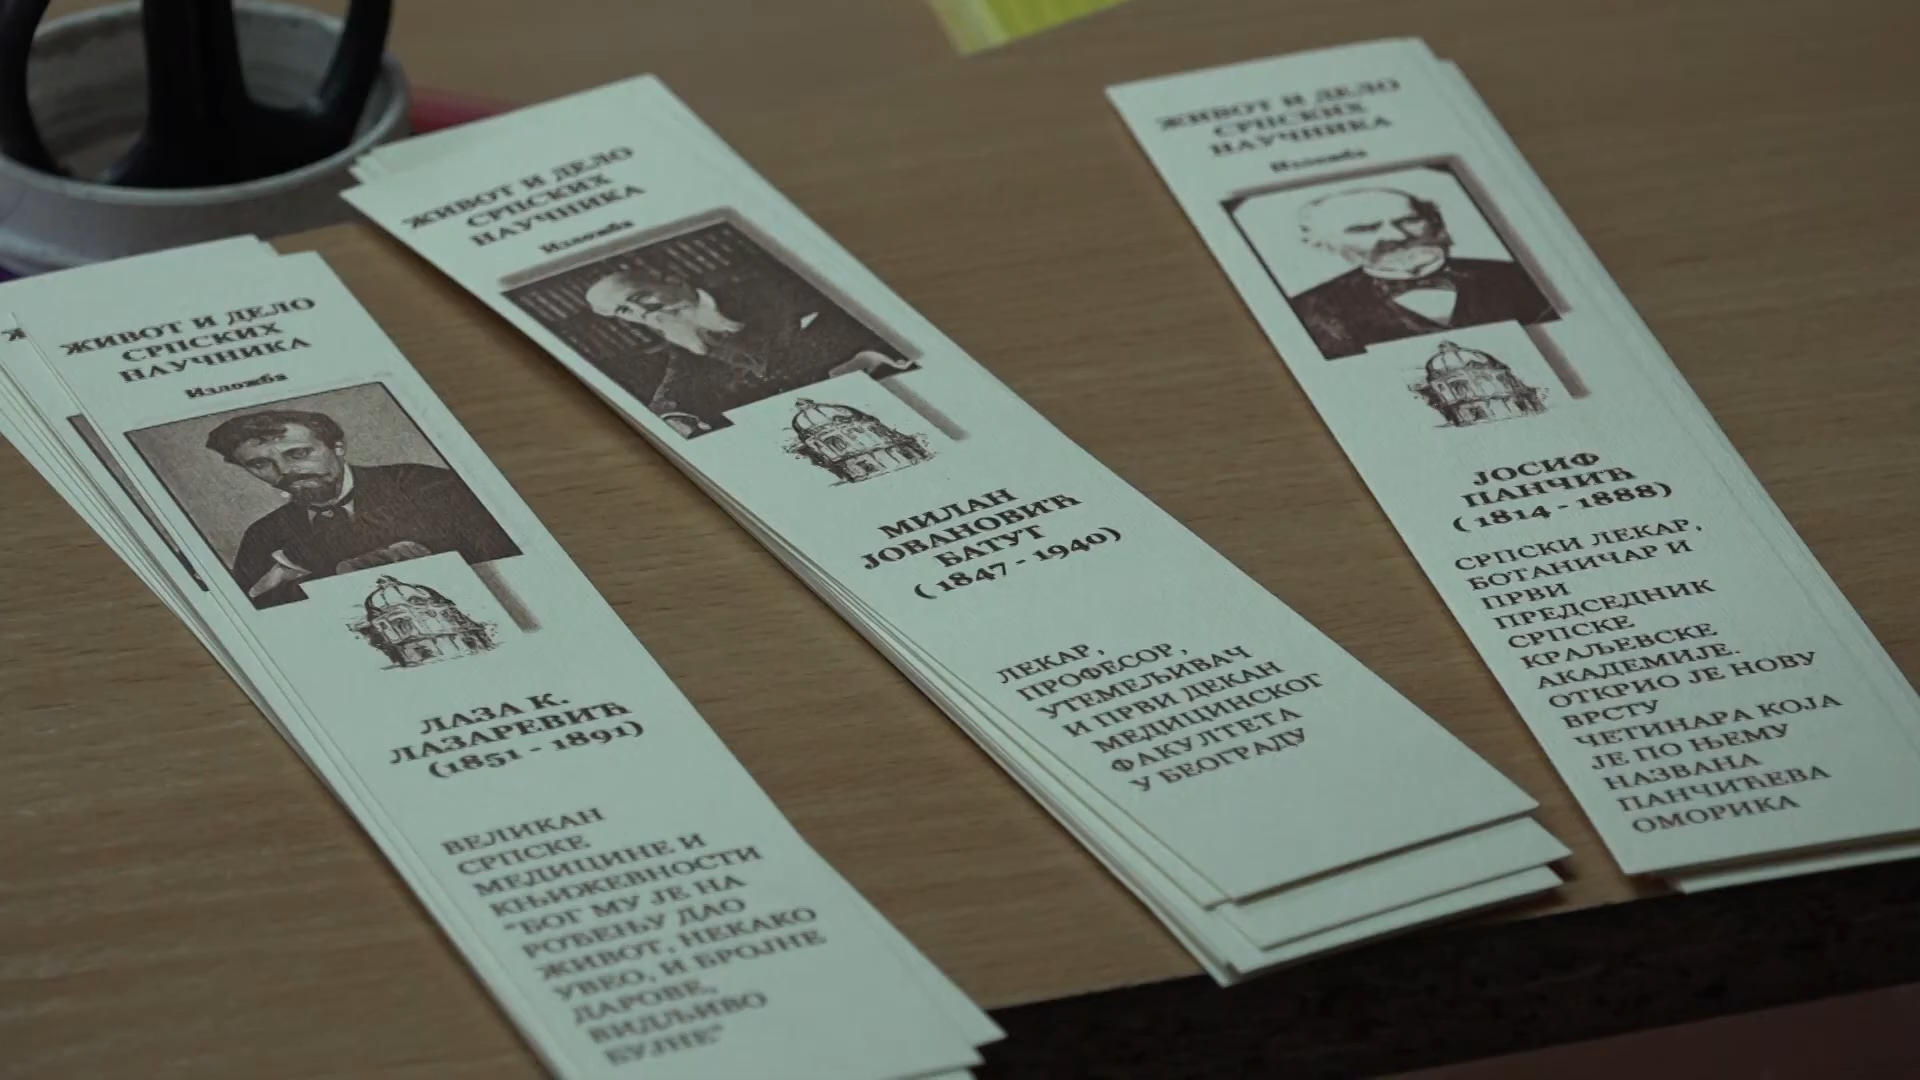 ЖИВОТ И ДЕЛО
СРПСКИХ
НАУЧНИКА
Изложба
ЛАЗА К.
ЛАЗАРЕВИЋ
(1851 - 1891)
ВЕЛИКАН
СРПСКЕ
МЕДИЦИНЕ И
КЊИЖЕВНОСТИ
"БОГ МУ ЈЕ НА
РОЂЕЊУ ДАО
ЖИВОТ, НЕКАКО
УВЕО, И БРОЈНЕ
ДАРОВЕ,
ВИДЉИВО
БУЈНЕ"
ЖИВОТ И ДЕЛО
СРПСКИХ
НАУЧНИКА
Изложба
МИЛАН
ЈОВАНОВИЋ
БАТУТ
( 1847 - 1940)
ЛЕКАР,
ПРОФЕСОР,
УТЕМЕЉИВАЧ
И ПРВИ ДЕКАН
МЕДИЦИНСКОГ
ФАКУЛТЕТА
У БЕОГРАДУ
ЖИВОТ И ДЕЛО
СРПСКИХ
НАУЧНИКА
Изложба
ЈОСИФ
ПАНЧИЋ
( 1814 - 1888)
СРПСКИ ЛЕКАР,
БОТАНИЧАР И
ПРВИ
ПРЕДСЕДНИК
СРПСКЕ
КРАЉЕВСКЕ
АКАДЕМИЈЕ.
ОТКРИО ЈЕ НОВУ
ВРСТУ
ЧЕТИНАРА КОЈА
ЈЕ ПО ЊЕМУ
НАЗВАНА
ПАНЧИЋЕВА
ОМОРИКА